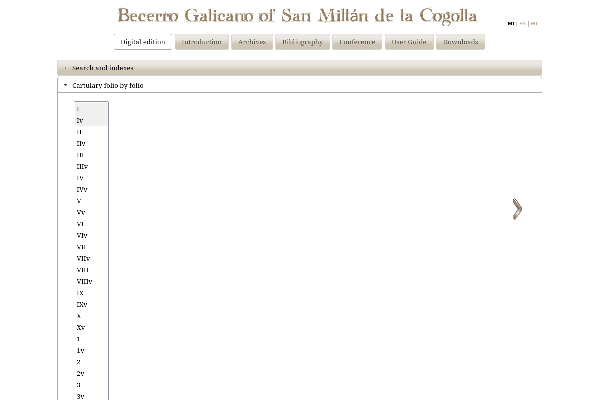 Becerro Galicano of San Millán de la Cogolla
en | es | eu
Digital edition
Introduction
Archives
Bibliography
Conference
User Guide
Downloads
Search and indexes
Cartulary folio by folio
I
Iv
II
IIv
III
IIIv
IV
IVv
V
Vv
VI
VIv
VII
VIIv
VIII
VIIIv
IX
IXv
X
Xv
1
1v
2
2v
3
3v